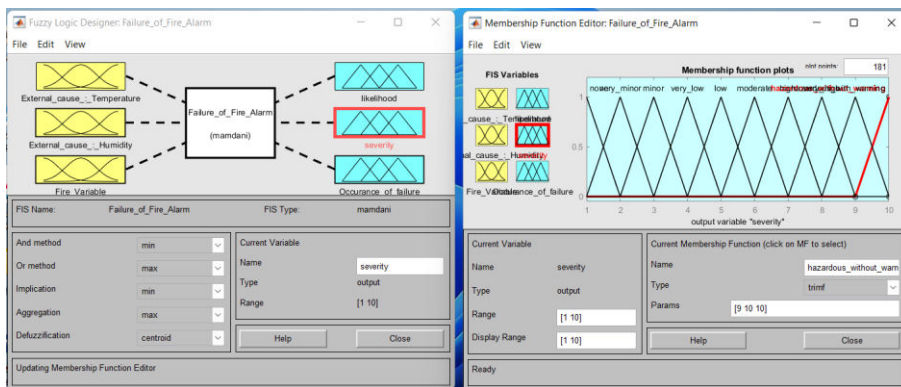 Fuzzy Logic Designer: Failure_of_Fire_Alarm
File Edit View
External_cause_:_Temperature
External_cause_:_Humidity
Fire_Variable
Failure_of_Fire_Alarm
(mamdani)
likelihood
severity
Occurance_of_failure
FIS Name: Failure_of_Fire_Alarm FIS Type: mamdani
And method min
Or method max
Implication min
Aggregation max
Defuzzification centroid
Current Variable
Name severity
Type output
Range [1 10]
Help Close
Updating Membership Function Editor
Membership Function Editor: Failure_of_Fire_Alarm
File Edit View
FIS Variables
Membership function plots plot points: 181
very_minor minor very_low low moderate
1
0.5
0
1 2 3 4 5 6 7 8 9 10
output variable "severity"
Occurance_of_failure
Current Variable
Name severity
Type output
Range [1 10]
Display Range [1 10]
Current Membership Function (click on MF to select)
Name hazardous_without_warn
Type trimf
Params [9 10 10]
Help Close
Ready